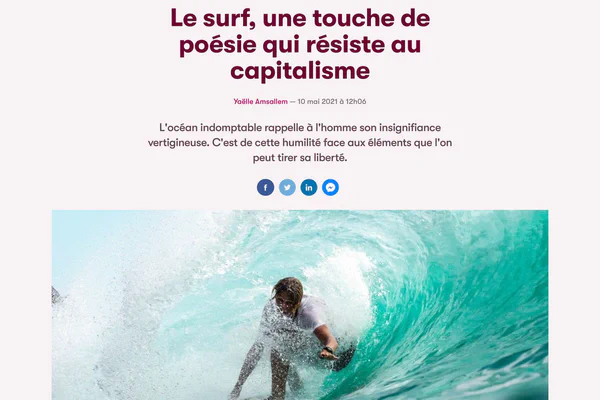 Le surf, une touche de
poésie qui résiste au
capitalisme
Yaëlle Amsallem — 10 mai 2021 à 12h06
L'océan indomptable rappelle à l'homme son insignifiance
vertigineuse. C'est de cette humilité face aux éléments que l'on
peut tirer sa liberté.